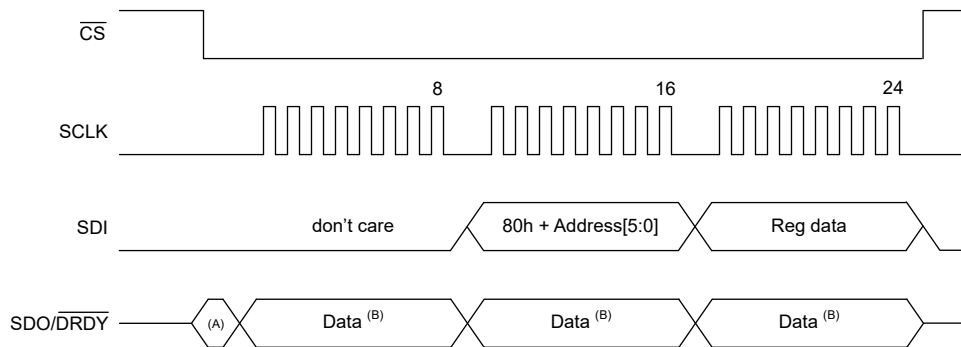 CS
8 16 24
SCLK
SDI don't care 80h + Address[5:0] Reg data
SDO/DRDY (A) Data (B) Data (B) Data (B)